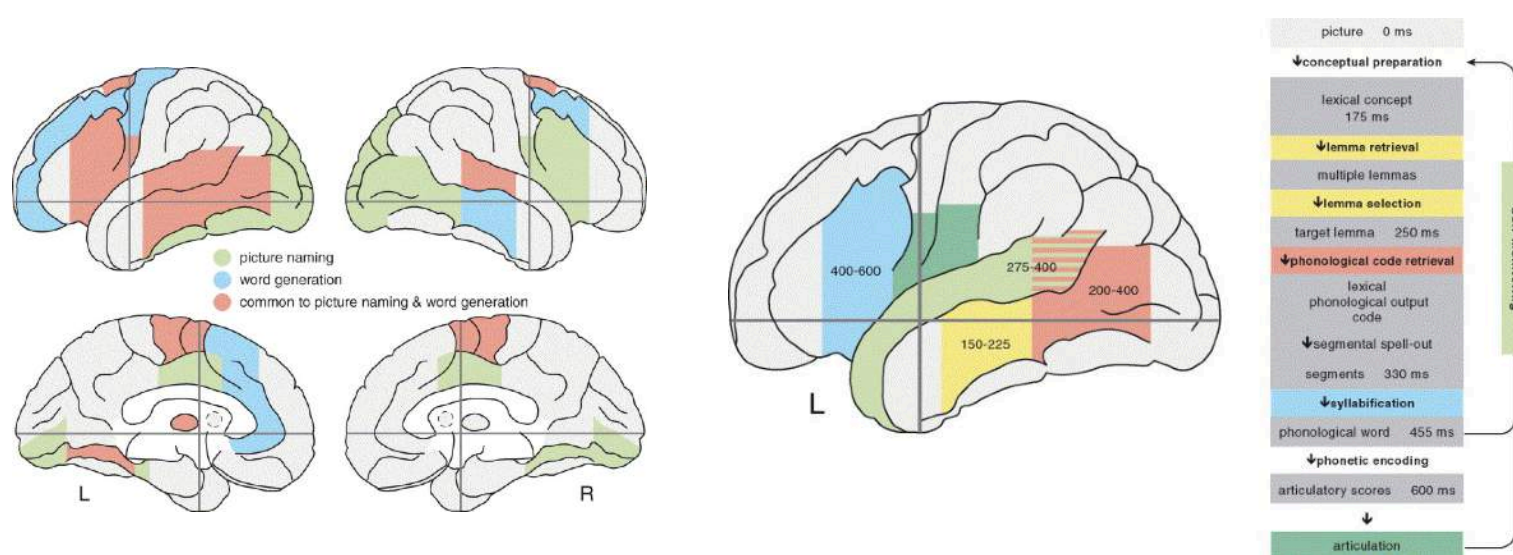 picture naming
word generation
common to picture naming & word generation
L
R
400-600
275-400
200-400
150-225
L
picture 0 ms
↓conceptual preparation
lexical concept
175 ms
↓lemma retrieval
multiple lemmas
↓lemma selection
target lemma 250 ms
↓phonological code retrieval
lexical
phonological output
code
↓segmental spell-out
segments 330 ms
↓syllabification
phonological word 455 ms
↓phonetic encoding
articulatory scores 600 ms
↓
articulation